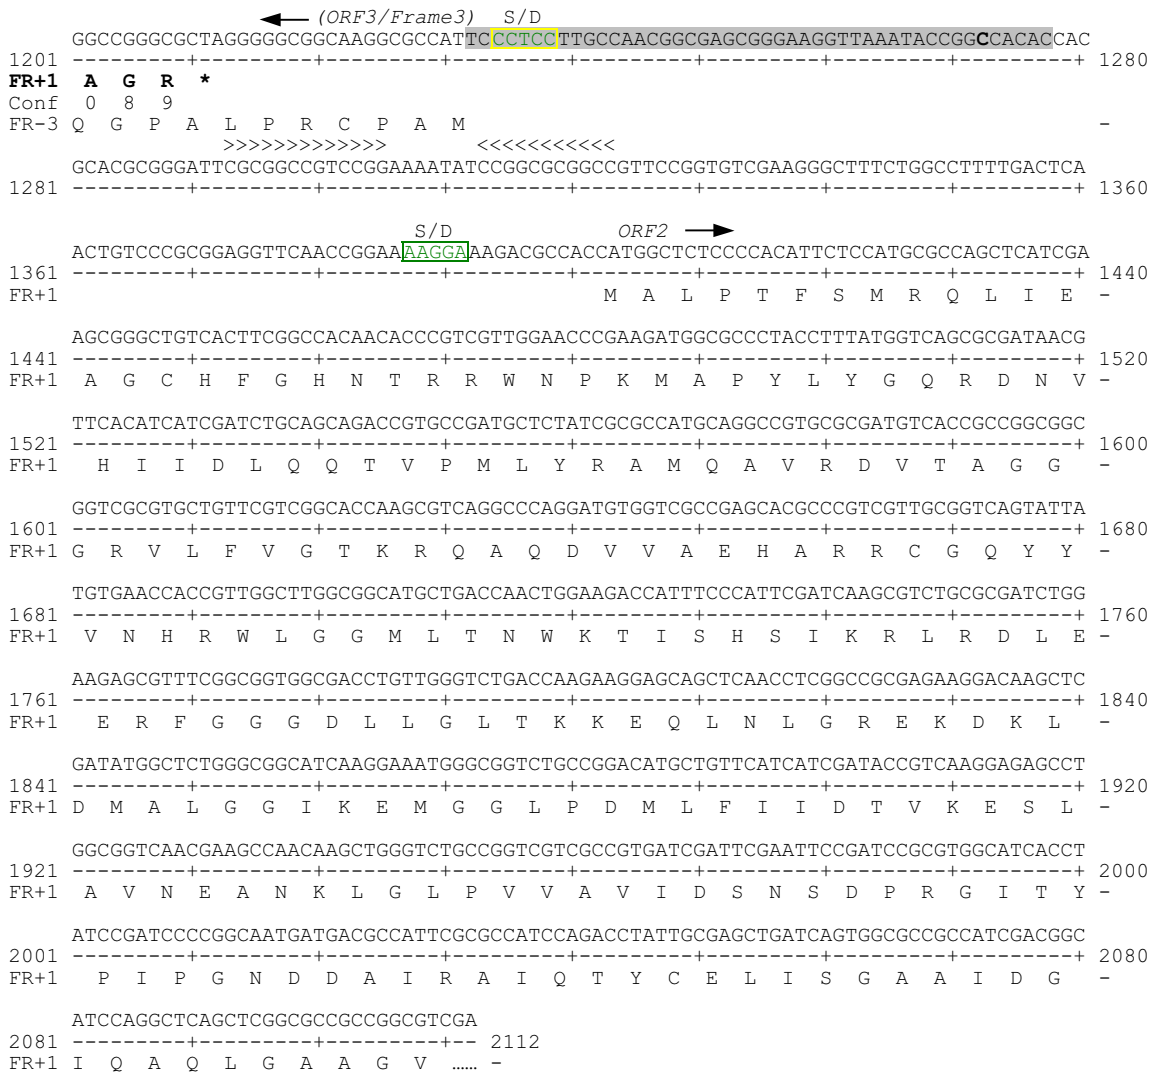 (ORF3/Frame3) S/D
GGCCGGGCGCTAGGGGGCGGCAAGGCGCCATTCCCTCCTTGCCAACGGCGAGCGGGAAGGTTAAATACCGGCCACACCAC
1201 ---------+---------+---------+---------+---------+---------+---------+---------+ 1280
FR+1 A G R *
Conf 0 8 9
FR-3 Q G P A L P R C P A M -
>>>>>>>>>>>>> <<<<<<<<<<<
GCACGCGGGATTCGCGGCCGTCCGGAAAATATCCGGCGCGGCCGTTCCGGTGTCGAAGGGCTTTCTGGCCTTTTGACTCA
1281 ---------+---------+---------+---------+---------+---------+---------+---------+ 1360
S/D ORF2
ACTGTCCCGCGGAGGTTCAACCGGAAAAGGAAAGACGCCACCATGGCTCTCCCCACATTCTCCATGCGCCAGCTCATCGA
1361 ---------+---------+---------+---------+---------+---------+---------+---------+ 1440
FR+1 M A L P T F S M R Q L I E -
AGCGGGCTGTCACTTCGGCCACAACACCCGTCGTTGGAACCCGAAGATGGCGCCCTACCTTTATGGTCAGCGCGATAACG
1441 ---------+---------+---------+---------+---------+---------+---------+---------+ 1520
FR+1 A G C H F G H N T R R W N P K M A P Y L Y G Q R D N V -
TTCACATCATCGATCTGCAGCAGACCGTGCCGATGCTCTATCGCGCCATGCAGGCCGTGCGCGATGTCACCGCCGGCGGC
1521 ---------+---------+---------+---------+---------+---------+---------+---------+ 1600
FR+1 H I I D L Q Q T V P M L Y R A M Q A V R D V T A G G -
GGTCGCGTGCTGTTCGTCGGCACCAAGCGTCAGGCCCAGGATGTGGTCGCCGAGCACGCCCGTCGTTGCGGTCAGTATTA
1601 ---------+---------+---------+---------+---------+---------+---------+---------+ 1680
FR+1 G R V L F V G T K R Q A Q D V V A E H A R R C G Q Y Y -
TGTGAACCACCGTTGGCTTGGCGGCATGCTGACCAACTGGAAGACCATTTCCCATTCGATCAAGCGTCTGCGCGATCTGG
1681 ---------+---------+---------+---------+---------+---------+---------+---------+ 1760
FR+1 V N H R W L G G M L T N W K T I S H S I K R L R D L E -
AAGAGCGTTTCGGCGGTGGCGACCTGTTGGGTCTGACCAAGAAGGAGCAGCTCAACCTCGGCCGCGAGAAGGACAAGCTC
1761 ---------+---------+---------+---------+---------+---------+---------+---------+ 1840
FR+1 E R F G G G D L L G L T K K E Q L N L G R E K D K L -
GATATGGCTCTGGGCGGCATCAAGGAAATGGGCGGTCTGCCGGACATGCTGTTCATCATCGATACCGTCAAGGAGAGCCT
1841 ---------+---------+---------+---------+---------+---------+---------+---------+ 1920
FR+1 D M A L G G I K E M G G L P D M L F I I D T V K E S L -
GGCGGTCAACGAAGCCAACAAGCTGGGTCTGCCGGTCGTCGCCGTGATCGATTCGAATTCCGATCCGCGTGGCATCACCT
1921 ---------+---------+---------+---------+---------+---------+---------+---------+ 2000
FR+1 A V N E A N K L G L P V V A V I D S N S D P R G I T Y -
ATCCGATCCCCGGCAATGATGACGCCATTCGCGCCATCCAGACCTATTGCGAGCTGATCAGTGGCGCCGCCATCGACGGC
2001 ---------+---------+---------+---------+---------+---------+---------+---------+ 2080
FR+1 P I P G N D D A I R A I Q T Y C E L I S G A A I D G -
ATCCAGGCTCAGCTCGGCGCCGCCGGCGTCGA
2081 ---------+---------+---------+-- 2112
FR+1 I Q A Q L G A A G V …… -